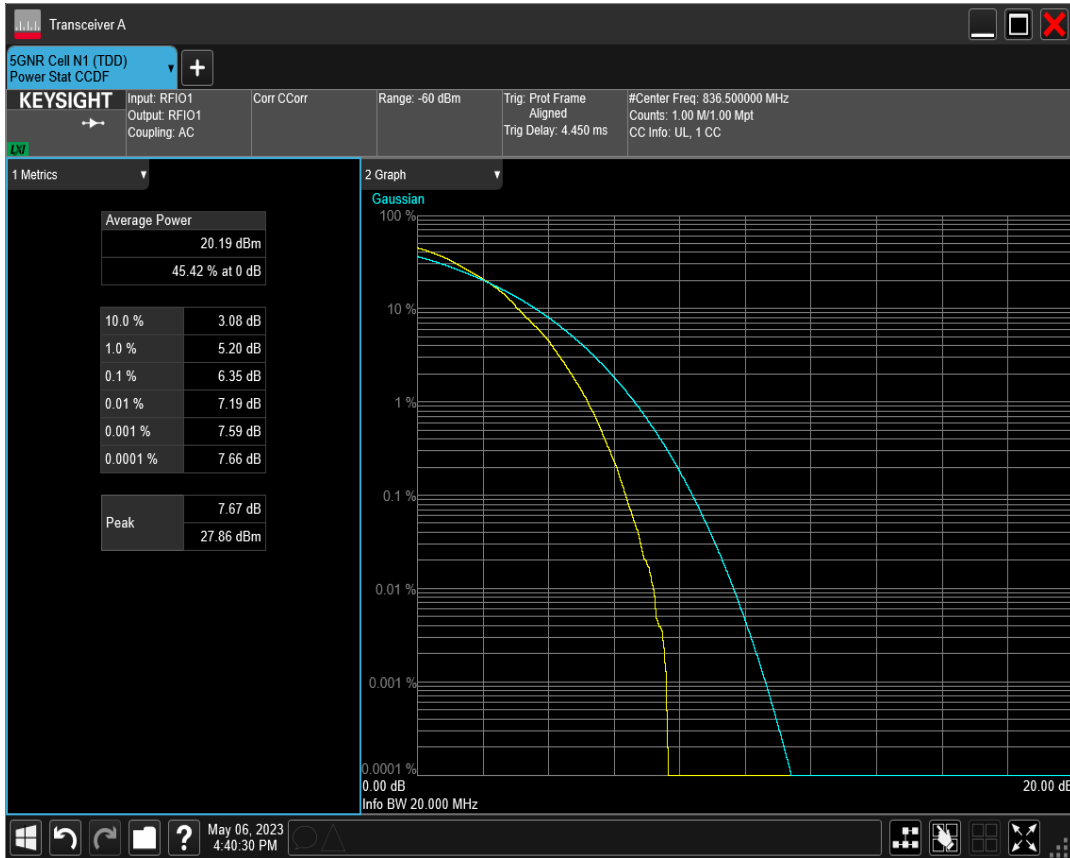 Transceiver A
5GNR Cell N1 (TDD)
Power Stat CCDF
+
KEYSIGHT
LXI
Input: RFIO1
Output: RFIO1
Coupling: AC
Corr CCorr
Range: -60 dBm
Trig: Prot Frame
Aligned
Trig Delay: 4.450 ms
#Center Freq: 836.500000 MHz
Counts: 1.00 M/1.00 Mpt
CC Info: UL, 1 CC
1 Metrics
Average Power
20.19 dBm
45.42 % at 0 dB
10.0 % 3.08 dB
1.0 % 5.20 dB
0.1 % 6.35 dB
0.01 % 7.19 dB
0.001 % 7.59 dB
0.0001 % 7.66 dB
Peak 7.67 dB
27.86 dBm
2 Graph
Gaussian
100 %
10 %
1 %
0.1 %
0.01 %
0.001 %
0.0001 %
0.00 dB 20.00 dB
Info BW 20.000 MHz
?
May 06, 2023
4:40:30 PM